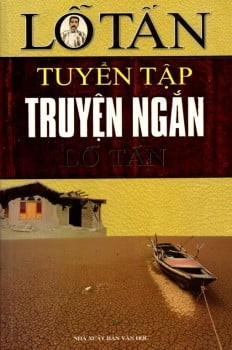 LỖ TẤN
TUYỂN TẬP
TRUYỆN NGẮN
LỖ TẤN
NHÀ XUẤT BẢN VĂN HỌC